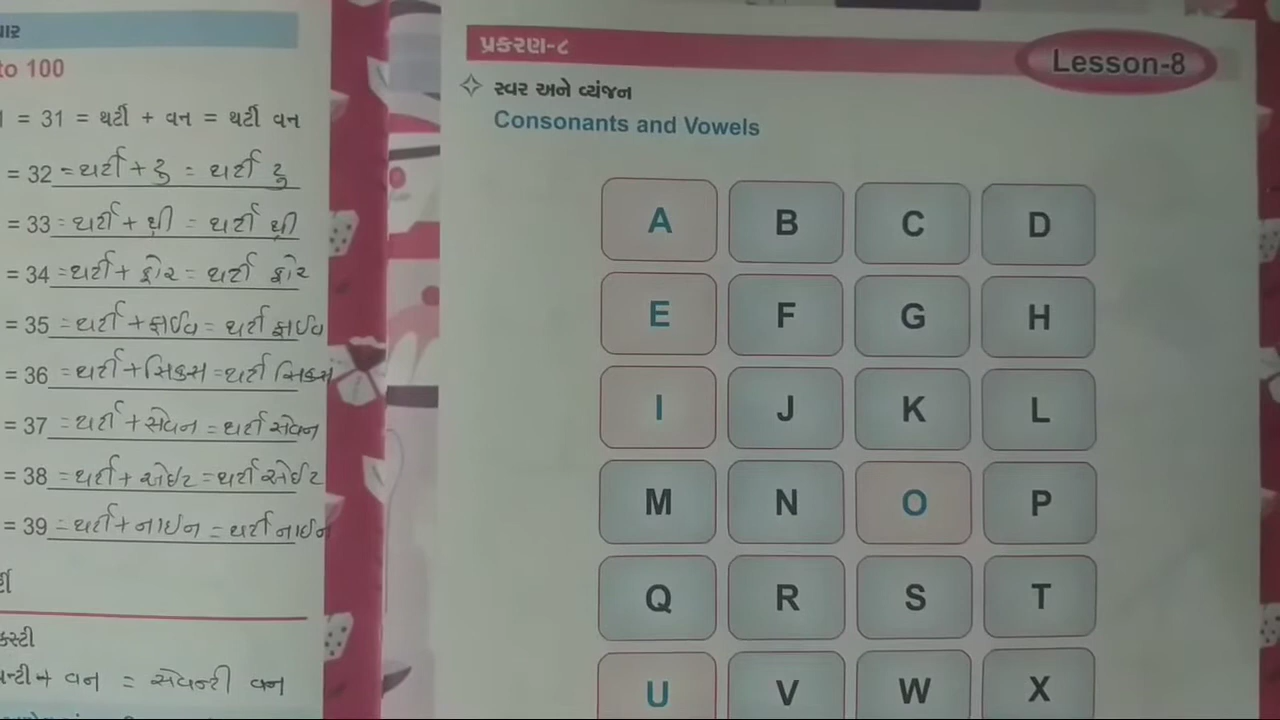 to 100
= 31 = થર્ટી + વન = થર્ટી વન
= 32 = થર્ટી + ટુ = થર્ટી ટુ
= 33 = થર્ટી + થ્રી = થર્ટી થ્રી
= 34 = થર્ટી + ફોર = થર્ટી ફોર
= 35 = થર્ટી + ફાઈવ = થર્ટી ફાઈવ
= 36 = થર્ટી + સિક્સ = થર્ટી સિક્સ
= 37 = થર્ટી + સેવન = થર્ટી સેવન
= 38 = થર્ટી + એઈટ = થર્ટી એઈટ
= 39 = થર્ટી + નાઈન = થર્ટી નાઈન
+ વન = સેવન્ટી વન
પ્રકરણ-૮
Lesson-8
સ્વર અને વ્યંજન
Consonants and Vowels
A B C D
E F G H
I J K L
M N O P
Q R S T
U V W X